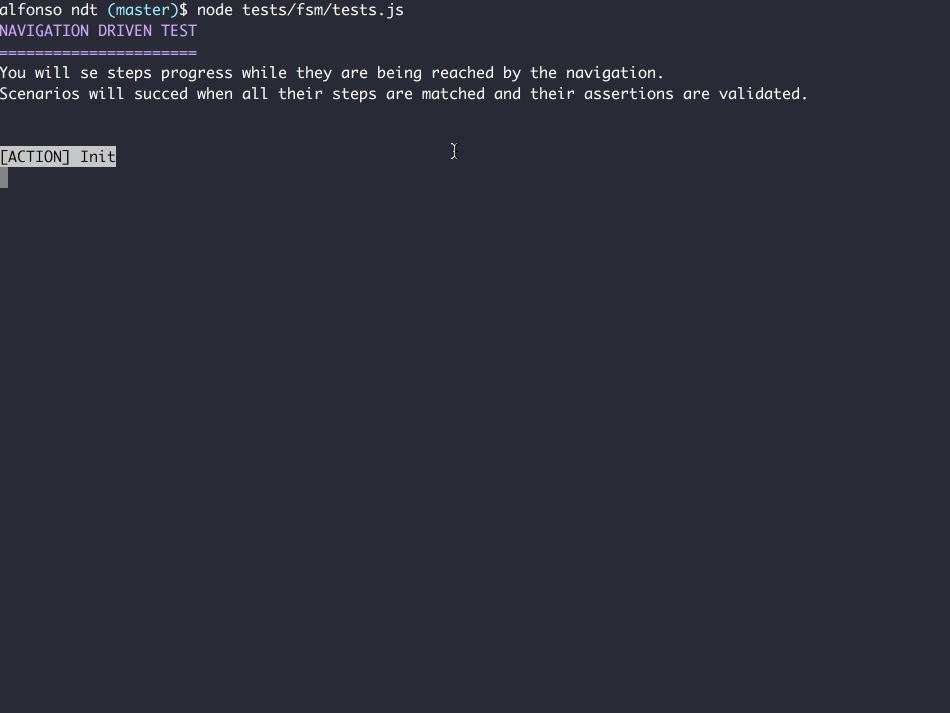 alfonso ndt (master)$ node tests/fsm/tests.js
NAVIGATION DRIVEN TEST
======================
You will se steps progress while they are being reached by the navigation.
Scenarios will succed when all their steps are matched and their assertions are validated.
[ACTION] Init